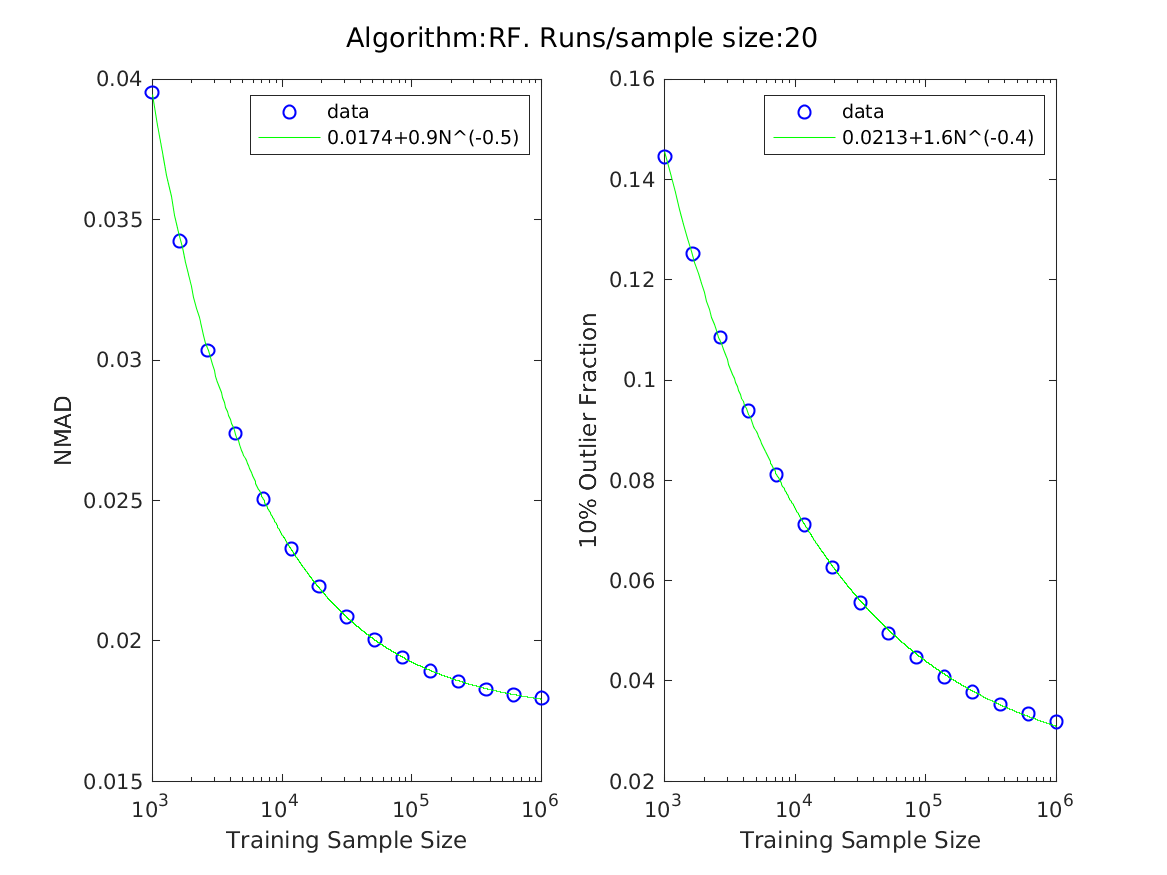 Algorithm:RF. Runs/sample size:20
0.04
0.035
0.03
0.025
0.02
0.015
NMAD
data
0.0174+0.9N^(-0.5)
10^3
10^4
10^5
10^6
Training Sample Size
0.16
0.14
0.12
0.1
0.08
0.06
0.04
0.02
10% Outlier Fraction
data
0.0213+1.6N^(-0.4)
10^3
10^4
10^5
10^6
Training Sample Size